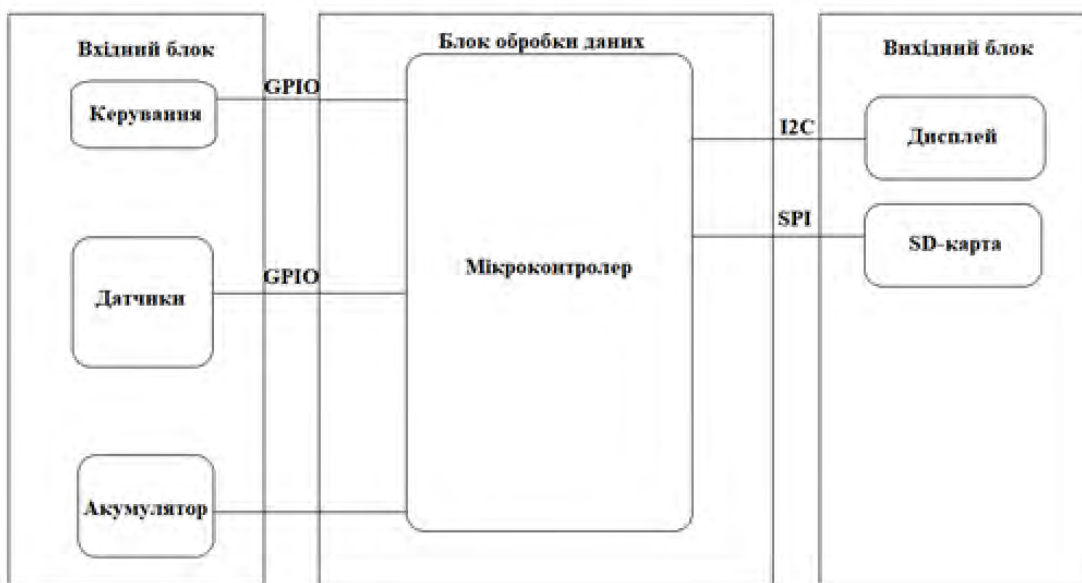 Вхідний блок
Керування
GPIO
Датчики
GPIO
Акумулятор
Блок обробки даних
Мікроконтролер
Вихідний блок
I2C
Дисплей
SPI
SD-карта